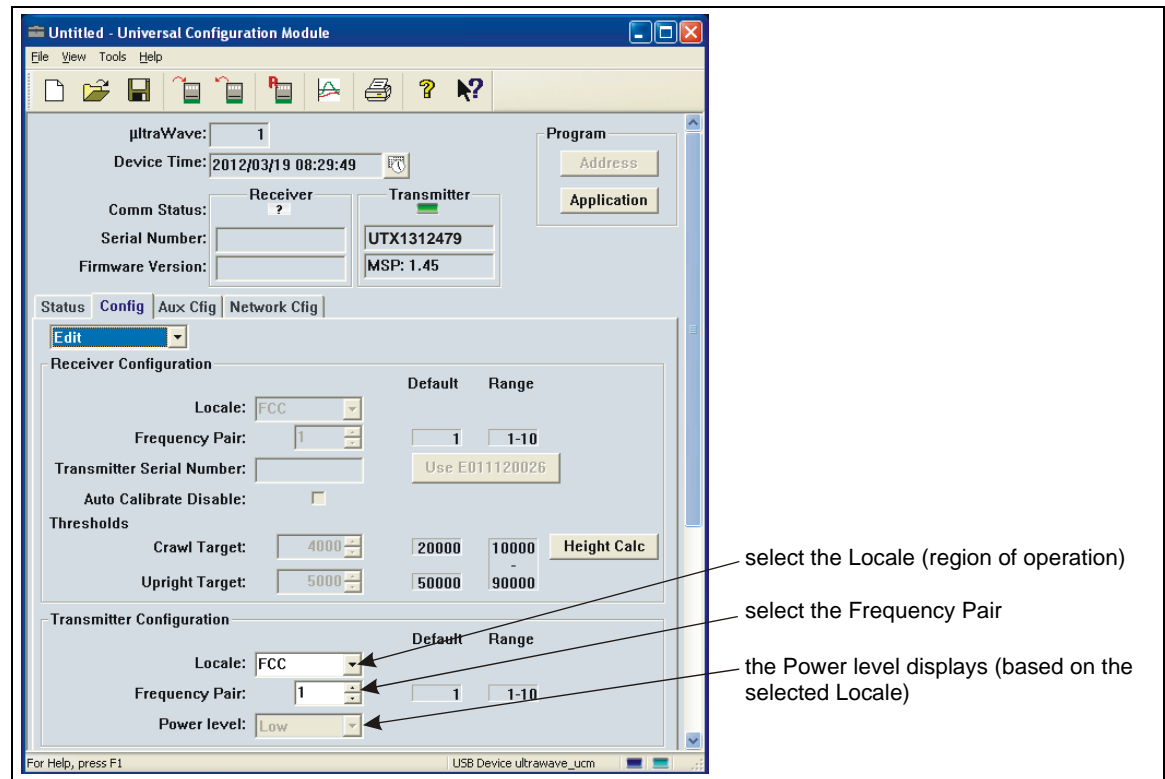 Untitled - Universal Configuration Module
File View Tools Help
µltraWave: 1
Program
Device Time: 2012/03/19 08:29:49
Address
Receiver Transmitter
Application
Comm Status: ?
Serial Number: UTX1312479
Firmware Version: MSP: 1.45
Status Config Aux Cfig Network Cfig
Edit
Receiver Configuration
Default Range
Locale: FCC
Frequency Pair: 1 1 1-10
Transmitter Serial Number: Use E011120026
Auto Calibrate Disable:
Thresholds
Crawl Target: 4000 20000 10000 Height Calc
-
Upright Target: 5000 50000 90000
Transmitter Configuration
Default Range
Locale: FCC
Frequency Pair: 1 1 1-10
Power level: Low
For Help, press F1 USB Device ultrawave_ucm
select the Locale (region of operation)
select the Frequency Pair
the Power level displays (based on the
selected Locale)